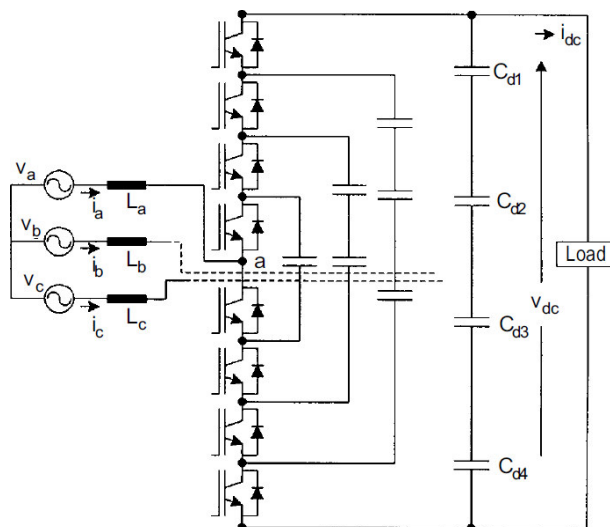 i_dc
C_d1
v_a
i_a
L_a
C_d2
v_b
i_b
L_b
a
Load
v_c
i_c
L_c
v_dc
C_d3
C_d4